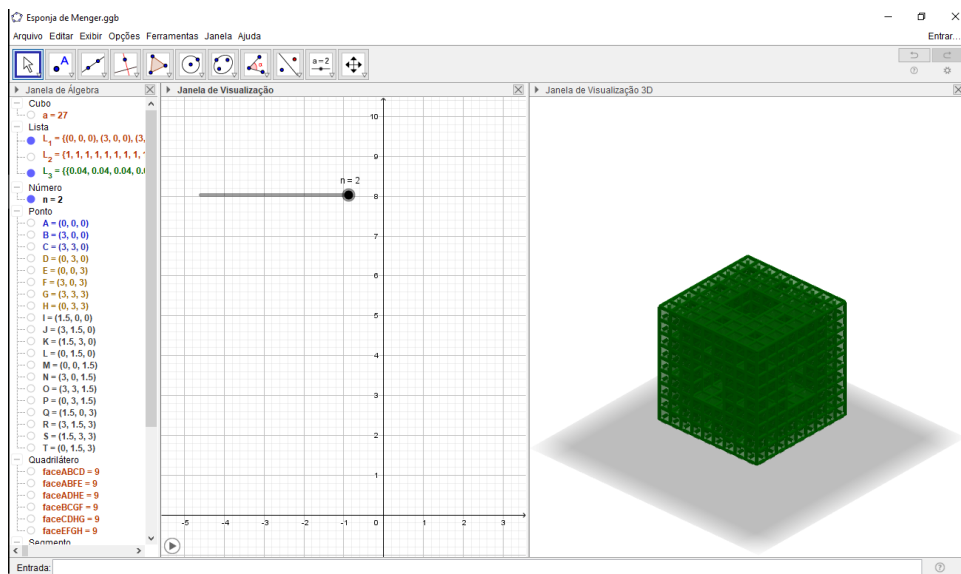 Esponja de Menger.ggb
Arquivo Editar Exibir Opções Ferramentas Janela Ajuda
Entrar...
A
a = 2
Janela de Álgebra
Cubo
a = 27
Lista
L1 = {(0, 0, 0), (3, 0, 0), (3,
L2 = {1, 1, 1, 1, 1, 1, 1, 1,
L3 = {{0.04, 0.04, 0.04, 0.0
Número
n = 2
Ponto
A = (0, 0, 0)
B = (3, 0, 0)
C = (3, 3, 0)
D = (0, 3, 0)
E = (0, 0, 3)
F = (3, 0, 3)
G = (3, 3, 3)
H = (0, 3, 3)
I = (1.5, 0, 0)
J = (3, 1.5, 0)
K = (1.5, 3, 0)
L = (0, 1.5, 0)
M = (0, 0, 1.5)
N = (3, 0, 1.5)
O = (3, 3, 1.5)
P = (0, 3, 1.5)
Q = (1.5, 0, 3)
R = (3, 1.5, 3)
S = (1.5, 3, 3)
T = (0, 1.5, 3)
Quadrilátero
faceABCD = 9
faceABFE = 9
faceADHE = 9
faceBCGF = 9
faceCDHG = 9
faceEFGH = 9
Segmento
Janela de Visualização
n = 2
10
9
8
7
6
5
4
3
2
1
-5 -4 -3 -2 -1 0 1 2 3
Janela de Visualização 3D
Entrada: